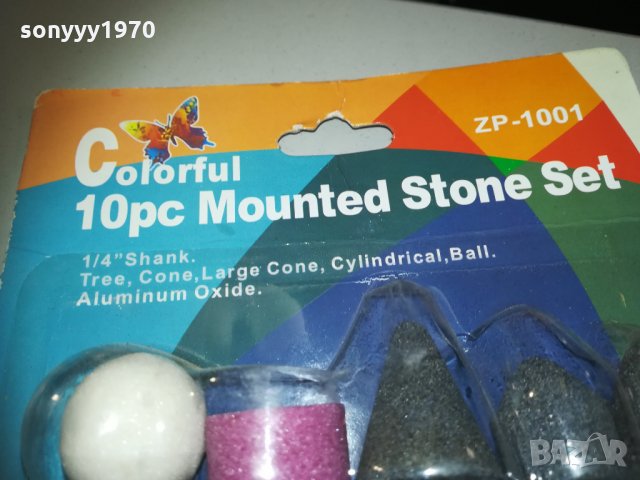 sonyyy1970
ZP-1001
Colorful
10pc Mounted Stone Set
1/4"Shank.
Tree, Cone,Large Cone, Cylindrical,Ball.
Aluminum Oxide.
BAZAR